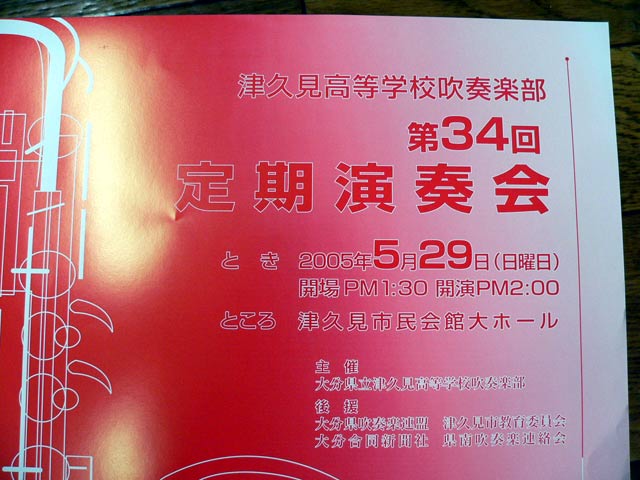 津久見高等学校吹奏楽部
第34回
定期演奏会
とき 2005年5月29日(日曜日)
開場PM1:30 開演PM2:00
ところ 津久見市民会館大ホール
主催
大分県立津久見高等学校吹奏楽部
後援
大分県吹奏楽連盟 津久見市教育委員会
大分合同新聞社 県南吹奏楽連絡会